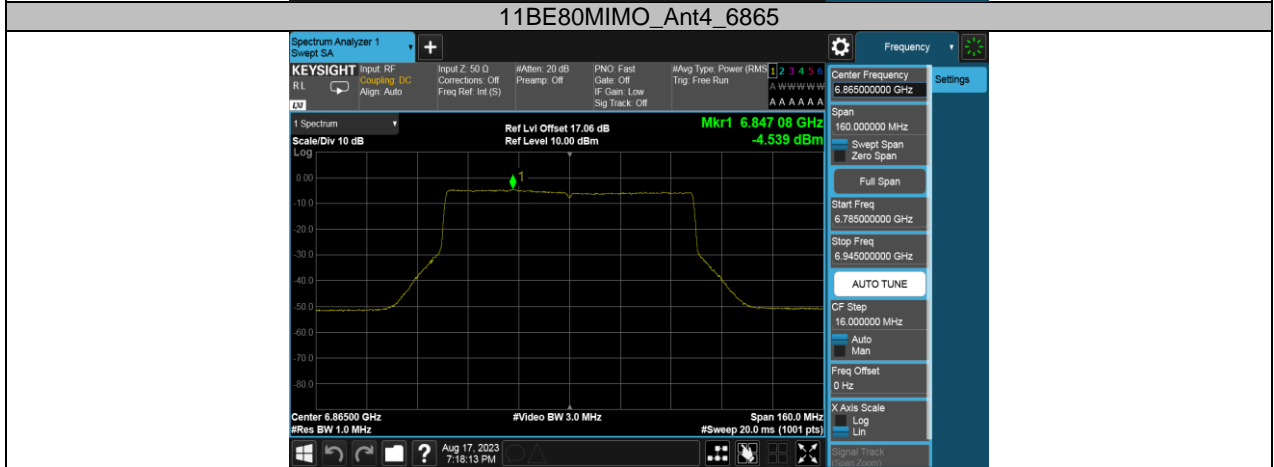 11BE80MIMO_Ant4_6865
Spectrum Analyzer 1
Swept SA
Frequency
KEYSIGHT
RL
LXI
Input: RF
Coupling: DC
Align: Auto
Input Z: 50 Ω
Corrections: Off
Freq Ref: Int (S)
#Atten: 20 dB
Preamp: Off
PNO: Fast
Gate: Off
IF Gain: Low
Sig Track: Off
#Avg Type: Power (RMS
Trig: Free Run
1 2 3 4 5 6
A W W W W W
A A A A A A
Center Frequency
6.865000000 GHz
Settings
1 Spectrum
Scale/Div 10 dB
Ref Lvl Offset 17.06 dB
Ref Level 10.00 dBm
Mkr1 6.847 08 GHz
-4.539 dBm
Span
160.000000 MHz
Swept Span
Zero Span
Full Span
Start Freq
6.785000000 GHz
Stop Freq
6.945000000 GHz
AUTO TUNE
CF Step
16.000000 MHz
Auto
Man
Freq Offset
0 Hz
X Axis Scale
Log
Lin
Signal Track
(Span Zoom)
Log
1
0.00
-10.0
-20.0
-30.0
-40.0
-50.0
-60.0
-70.0
-80.0
Center 6.86500 GHz
#Res BW 1.0 MHz
#Video BW 3.0 MHz
Span 160.0 MHz
#Sweep 20.0 ms (1001 pts)
?
Aug 17, 2023
7:18:13 PM